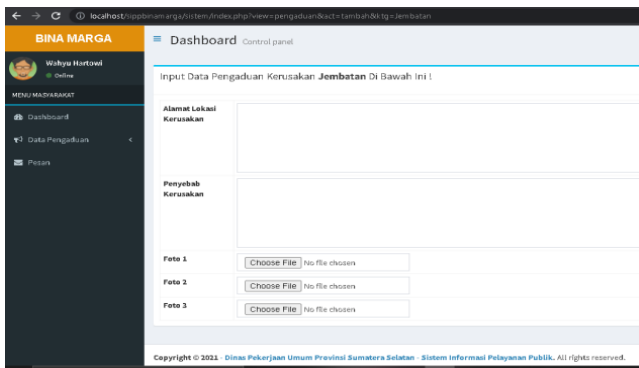 localhost/sippbinamarga/sistem/index.php?view=pengaduan&act=tambah&ktg=Jembatan
BINA MARGA
Dashboard Control panel
Wahyu Hartowi
Online
MENU MASYARAKAT
Dashboard
Data Pengaduan
Pesan
Input Data Pengaduan Kerusakan Jembatan Di Bawah Ini !
Alamat Lokasi
Kerusakan
Penyebab
Kerusakan
Foto 1 Choose File No file chosen
Foto 2 Choose File No file chosen
Foto 3 Choose File No file chosen
Copyright © 2021 - Dinas Pekerjaan Umum Provinsi Sumatera Selatan - Sistem Informasi Pelayanan Publik. All rights reserved.